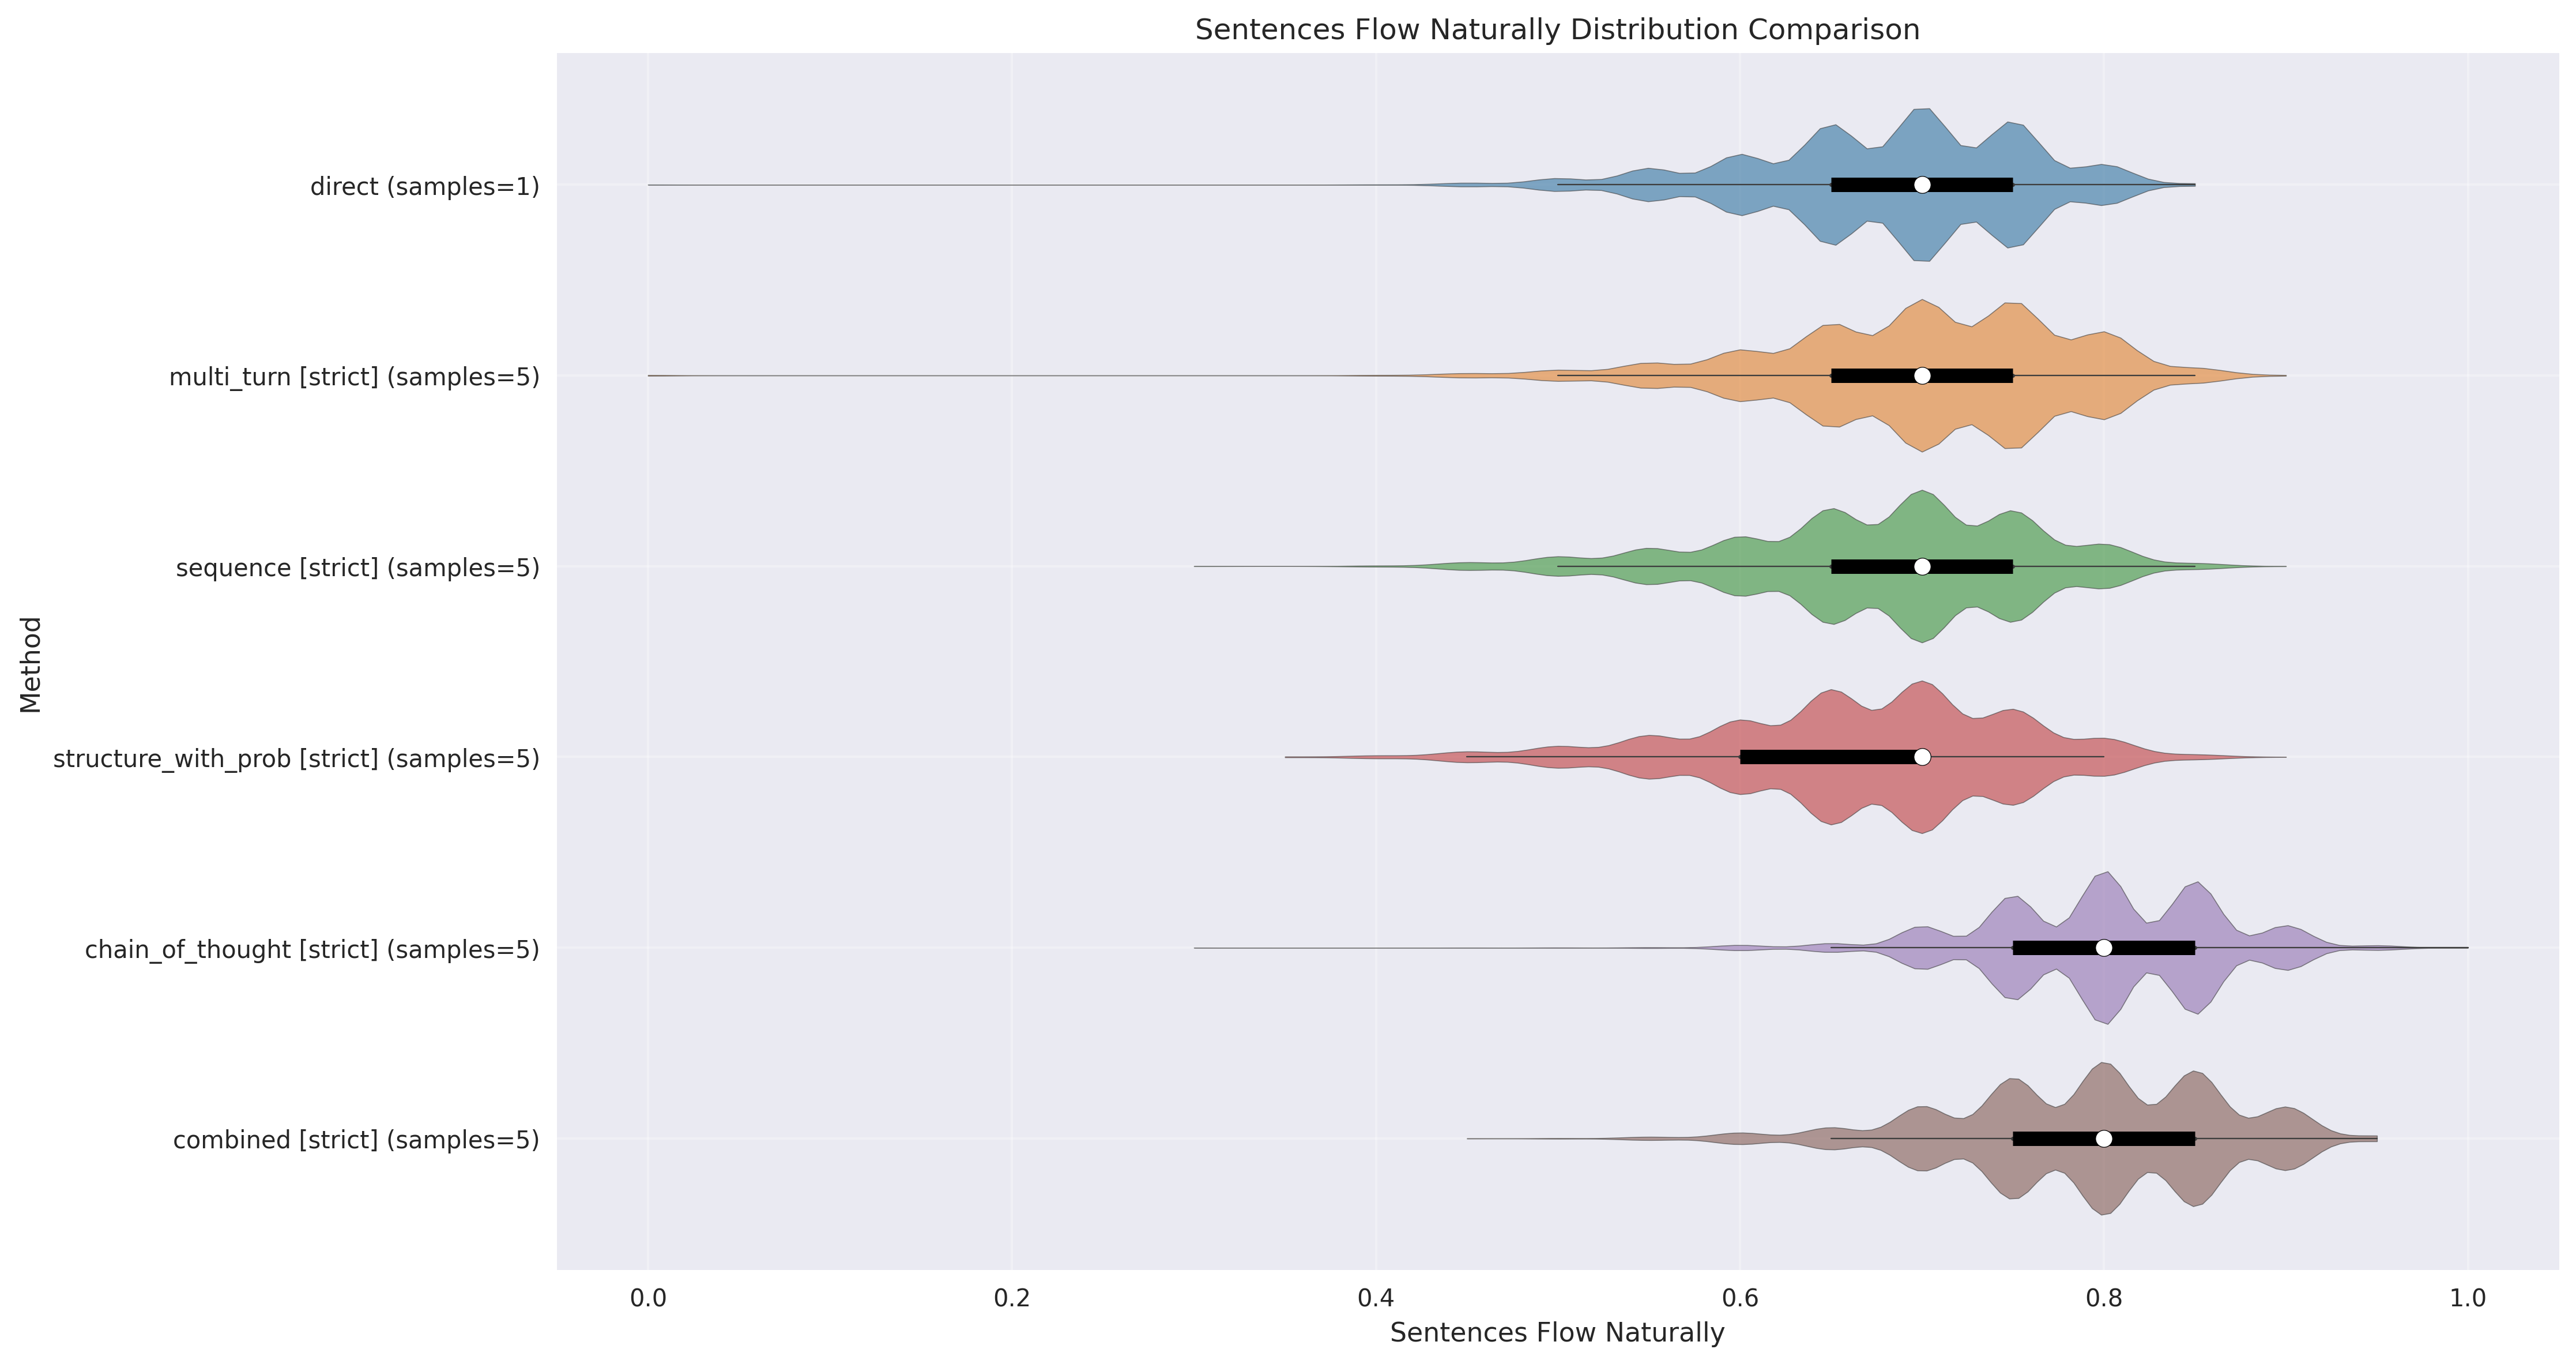 Sentences Flow Naturally Distribution Comparison
Method
direct (samples=1)
multi_turn [strict] (samples=5)
sequence [strict] (samples=5)
structure_with_prob [strict] (samples=5)
chain_of_thought [strict] (samples=5)
combined [strict] (samples=5)
0.0 0.2 0.4 0.6 0.8 1.0
Sentences Flow Naturally